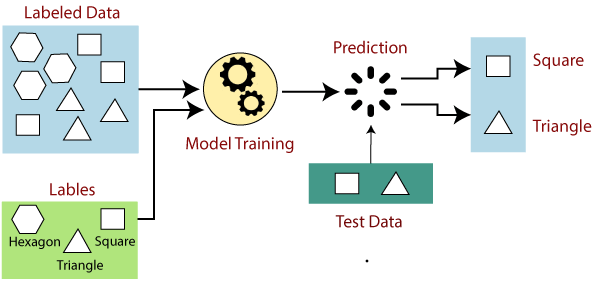 Labeled Data
Prediction
Square
Triangle
Model Training
Lables
Hexagon
Square
Triangle
Test Data